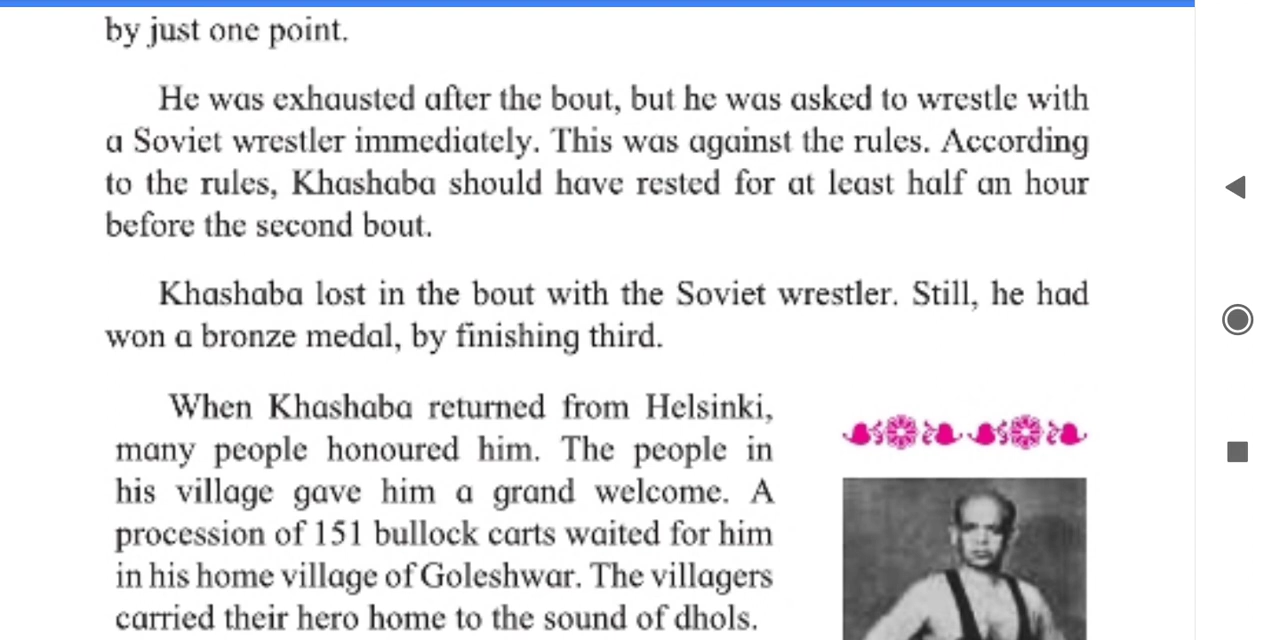 by just one point.
He was exhausted after the bout, but he was asked to wrestle with
a Soviet wrestler immediately. This was against the rules. According
to the rules, Khashaba should have rested for at least half an hour
before the second bout.
Khashaba lost in the bout with the Soviet wrestler. Still, he had
won a bronze medal, by finishing third.
When Khashaba returned from Helsinki,
many people honoured him. The people in
his village gave him a grand welcome. A
procession of 151 bullock carts waited for him
in his home village of Goleshwar. The villagers
carried their hero home to the sound of dhols.